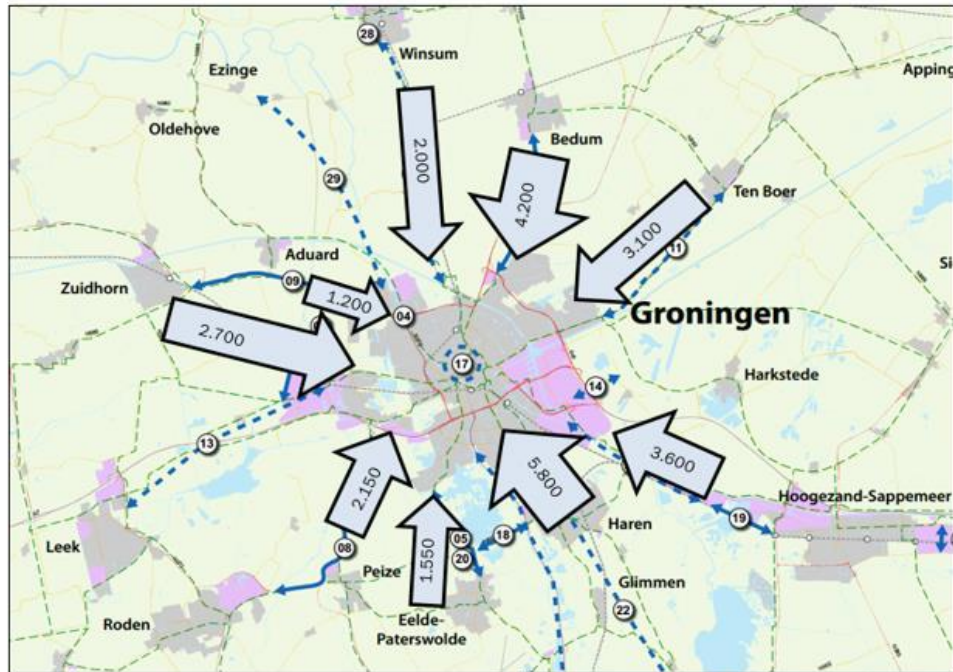 28
Winsum
Ezinge
Apping
Oldehove
Bedum
2.000
4.200
Ten Boer
29
3.100
11
Aduard
Zuidhorn
09
1.200
04
Groningen
2.700
17
Harkstede
14
13
2.150
5.800
3.600
Hoogezand-Sappemeer
19
Leek
08
1.550
05
18
Haren
20
Peize
Glimmen
22
Roden
Eelde-
Paterswolde